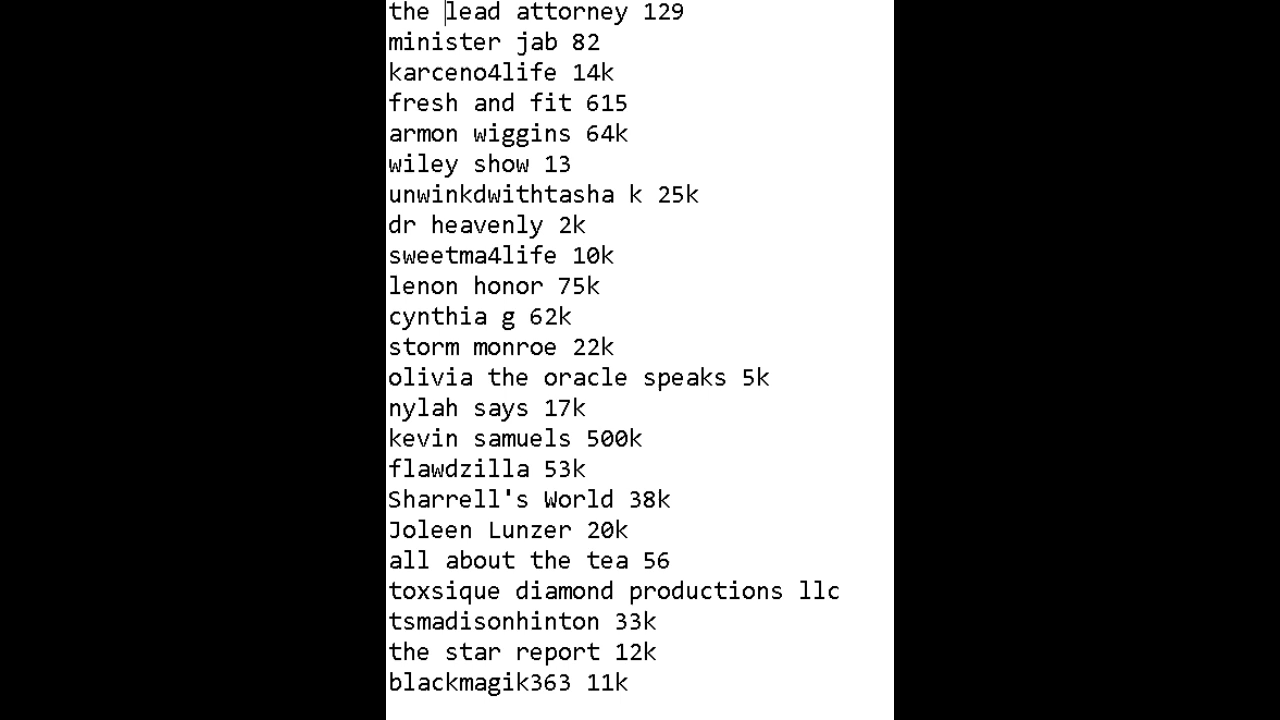 the lead attorney 129
minister jab 82
karceno4life 14k
fresh and fit 615
armon wiggins 64k
wiley show 13
unwinkdwithtasha k 25k
dr heavenly 2k
sweetma4life 10k
lenon honor 75k
cynthia g 62k
storm monroe 22k
olivia the oracle speaks 5k
nylah says 17k
kevin samuels 500k
flawdzilla 53k
Sharrell's World 38k
Joleen Lunzer 20k
all about the tea 56
toxsique diamond productions llc
tsmadisonhinton 33k
the star report 12k
blackmagik363 11k